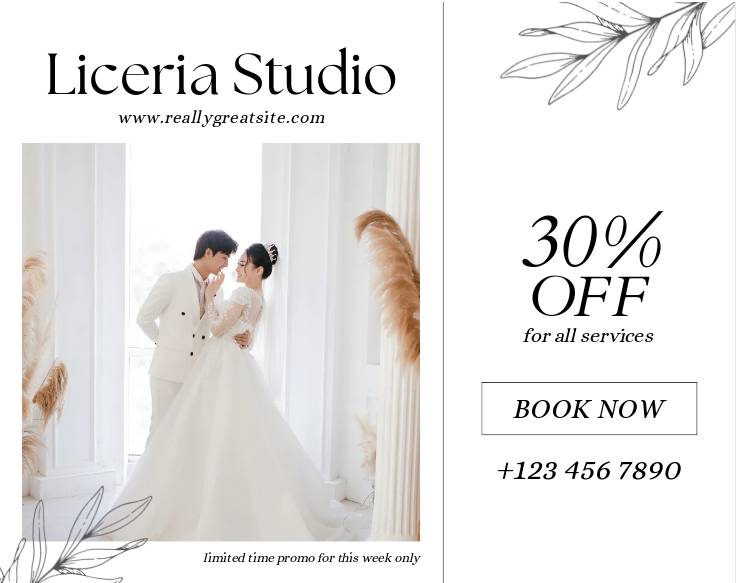 Liceria Studio
www.reallygreatsite.com
limited time promo for this week only
30%
OFF
for all services
BOOK NOW
+123 456 7890